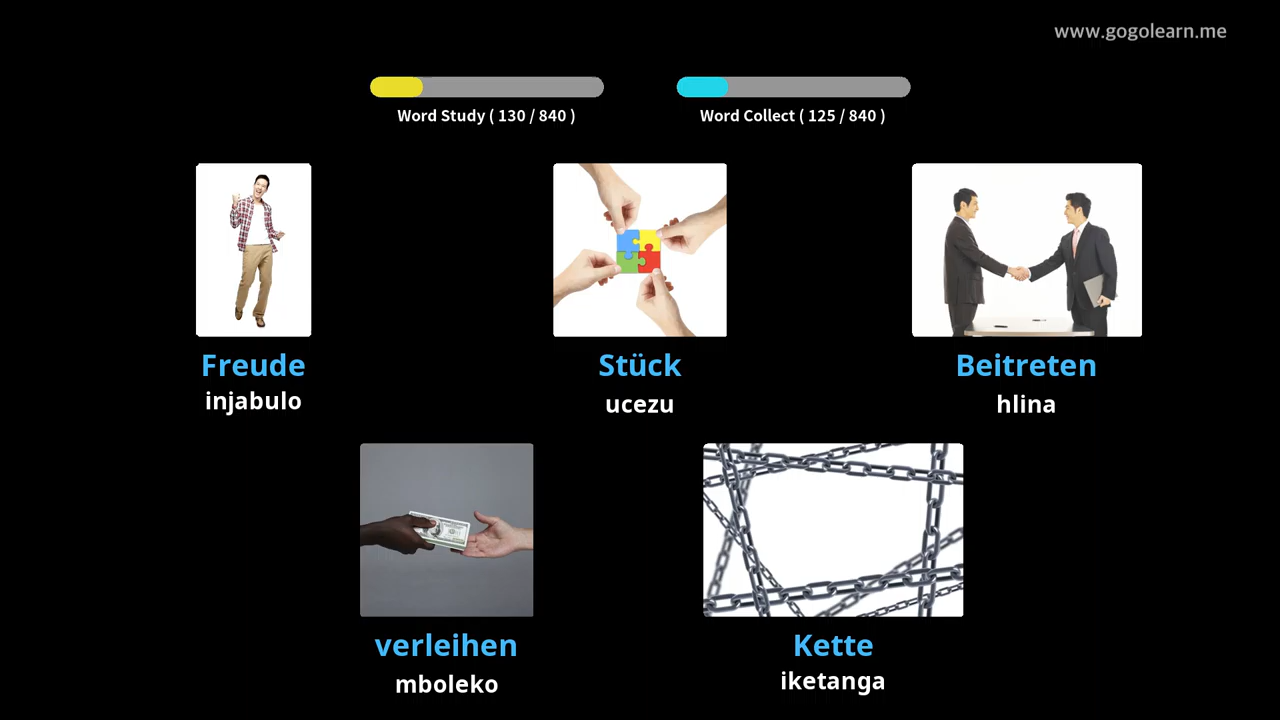 www.gogolearn.me
Word Study ( 130 / 840 )
Word Collect ( 125 / 840 )
Freude
injabulo
Stück
ucezu
Beitreten
hlina
verleihen
mboleko
Kette
iketanga